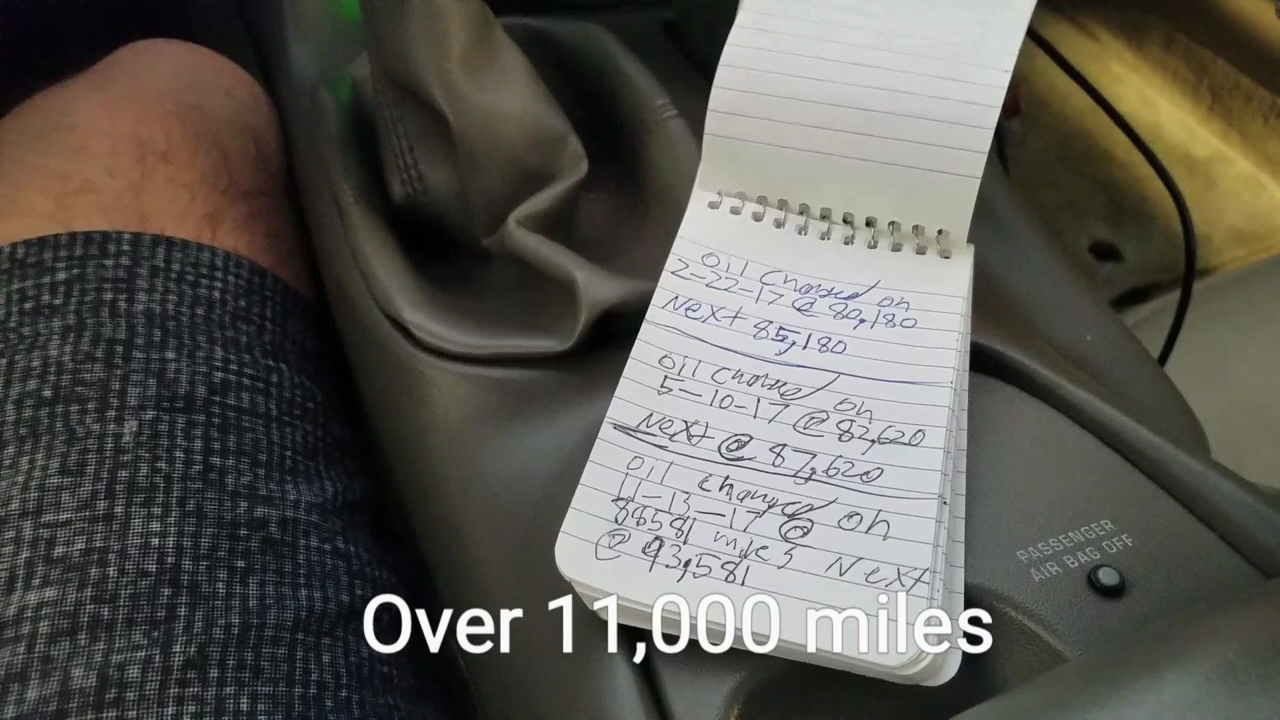 Oil Changed on
2-22-17 @ 80,180
Next 85,180
Oil Changed on
5-10-17 @ 82,620
Next @ 87,620
Oil changed on
11-13-17 @
88581 miles Next
@ 93,581
PASSENGER
AIR BAG OFF
Over 11,000 miles